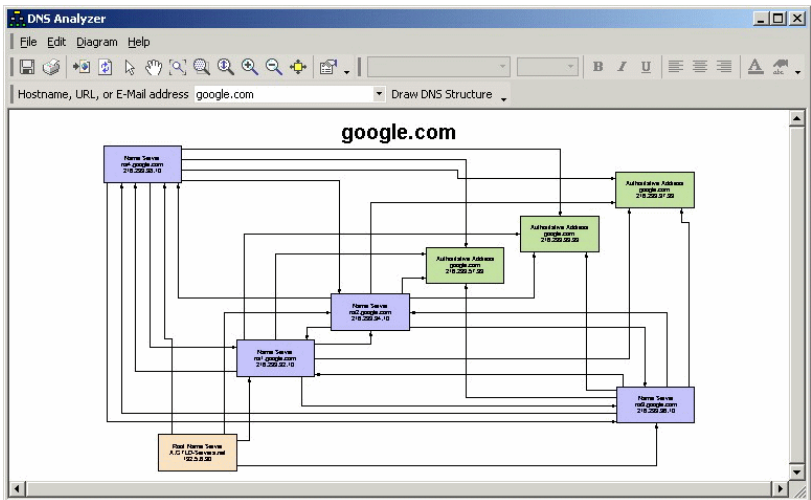 DNS Analyzer
File Edit Diagram Help
B I U A
Hostname, URL, or E-Mail address google.com Draw DNS Structure
google.com
Name Server
ns4.google.com
216.239.38.10
Authoritative Address
google.com
Authoritative Address
google.com
Authoritative Address
google.com
Name Server
ns2.google.com
216.239.34.10
Name Server
ns1.google.com
216.239.32.10
Name Server
ns3.google.com
216.239.36.10
Root Name Server
A.GTLD-Servers.net